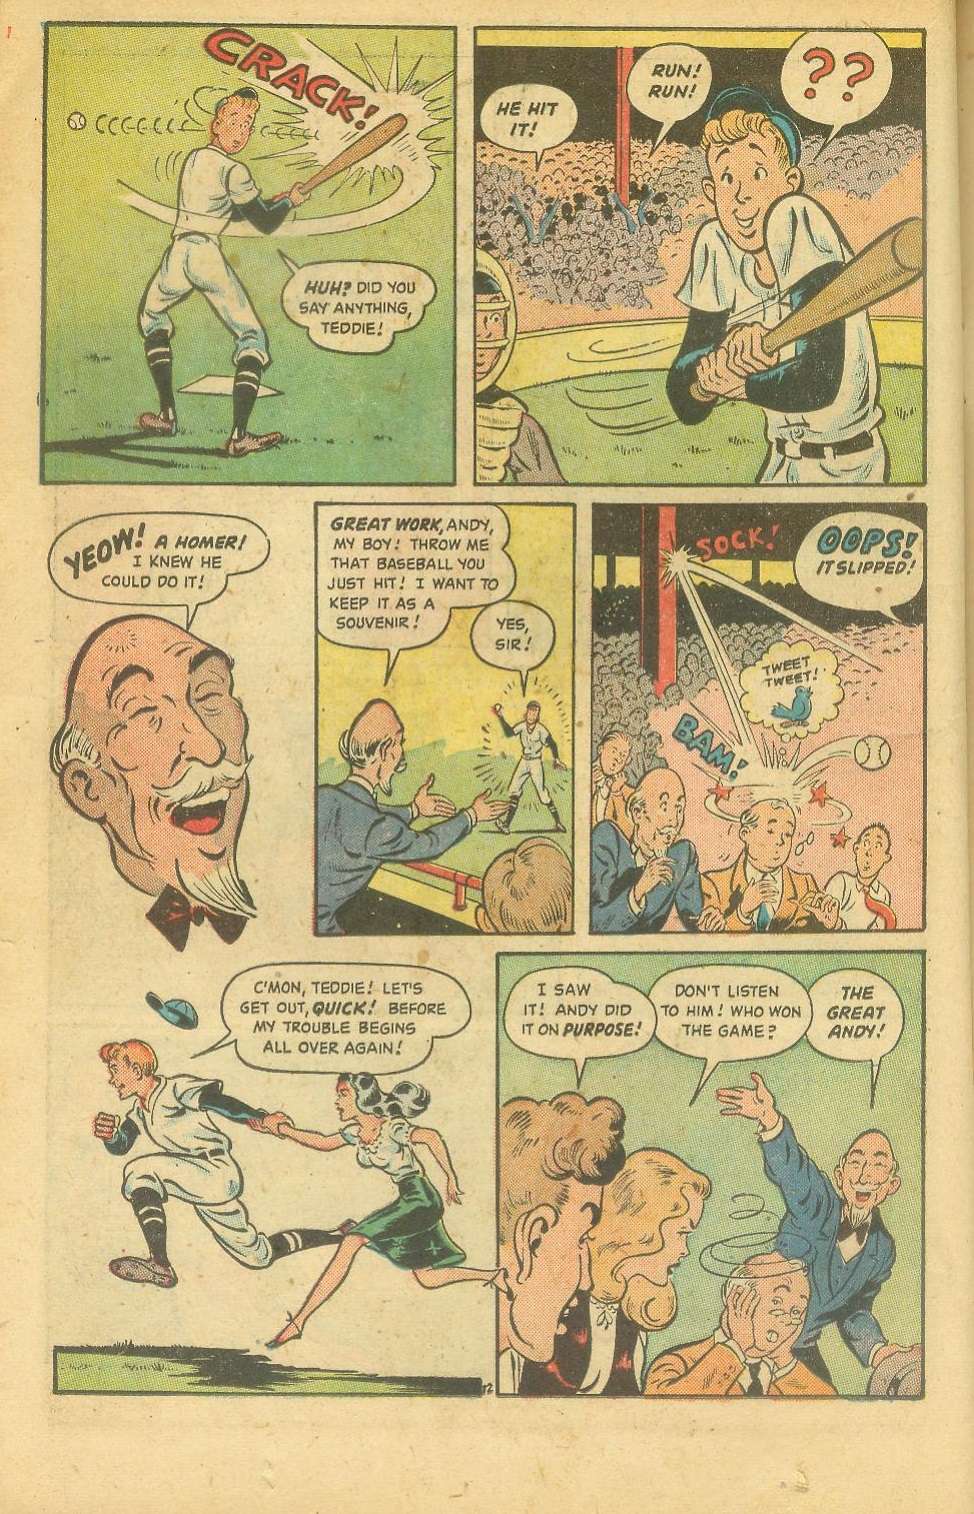 CRACK!
HUH? DID YOU
SAY ANYTHING,
TEDDIE!
HE HIT
IT!
RUN!
RUN!
??
YEOW! A HOMER!
I KNEW HE
COULD DO IT!
GREAT WORK, ANDY,
MY BOY! THROW ME
THAT BASEBALL YOU
JUST HIT! I WANT TO
KEEP IT AS A
SOUVENIR!
YES,
SIR!
SOCK!
OOPS!
IT SLIPPED!
TWEET
TWEET!
BAM!
C'MON, TEDDIE! LET'S
GET OUT, QUICK! BEFORE
MY TROUBLE BEGINS
ALL OVER AGAIN!
I SAW
IT! ANDY DID
IT ON PURPOSE!
DON'T LISTEN
TO HIM! WHO WON
THE GAME?
THE
GREAT
ANDY!